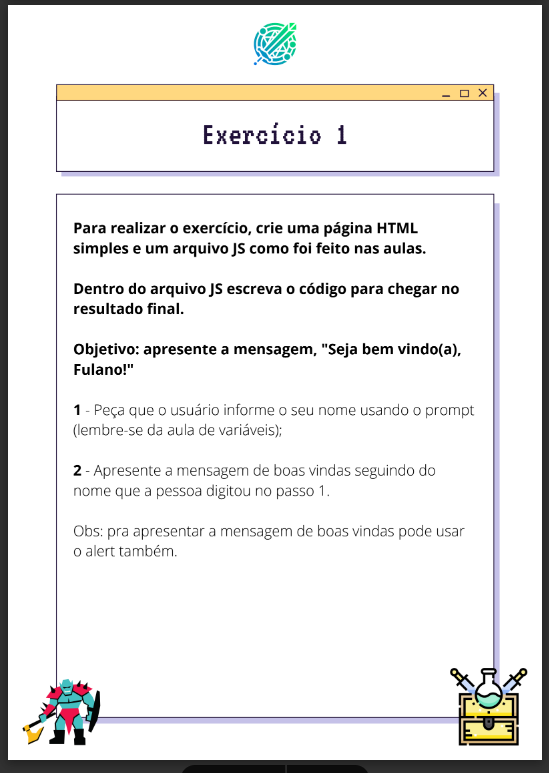 Exercício 1
Para realizar o exercício, crie uma página HTML
simples e um arquivo JS como foi feito nas aulas.
Dentro do arquivo JS escreva o código para chegar no
resultado final.
Objetivo: apresente a mensagem, "Seja bem vindo(a),
Fulano!"
1 - Peça que o usuário informe o seu nome usando o prompt
(lembre-se da aula de variáveis);
2 - Apresente a mensagem de boas vindas seguindo do
nome que a pessoa digitou no passo 1.
Obs: pra apresentar a mensagem de boas vindas pode usar
o alert também.